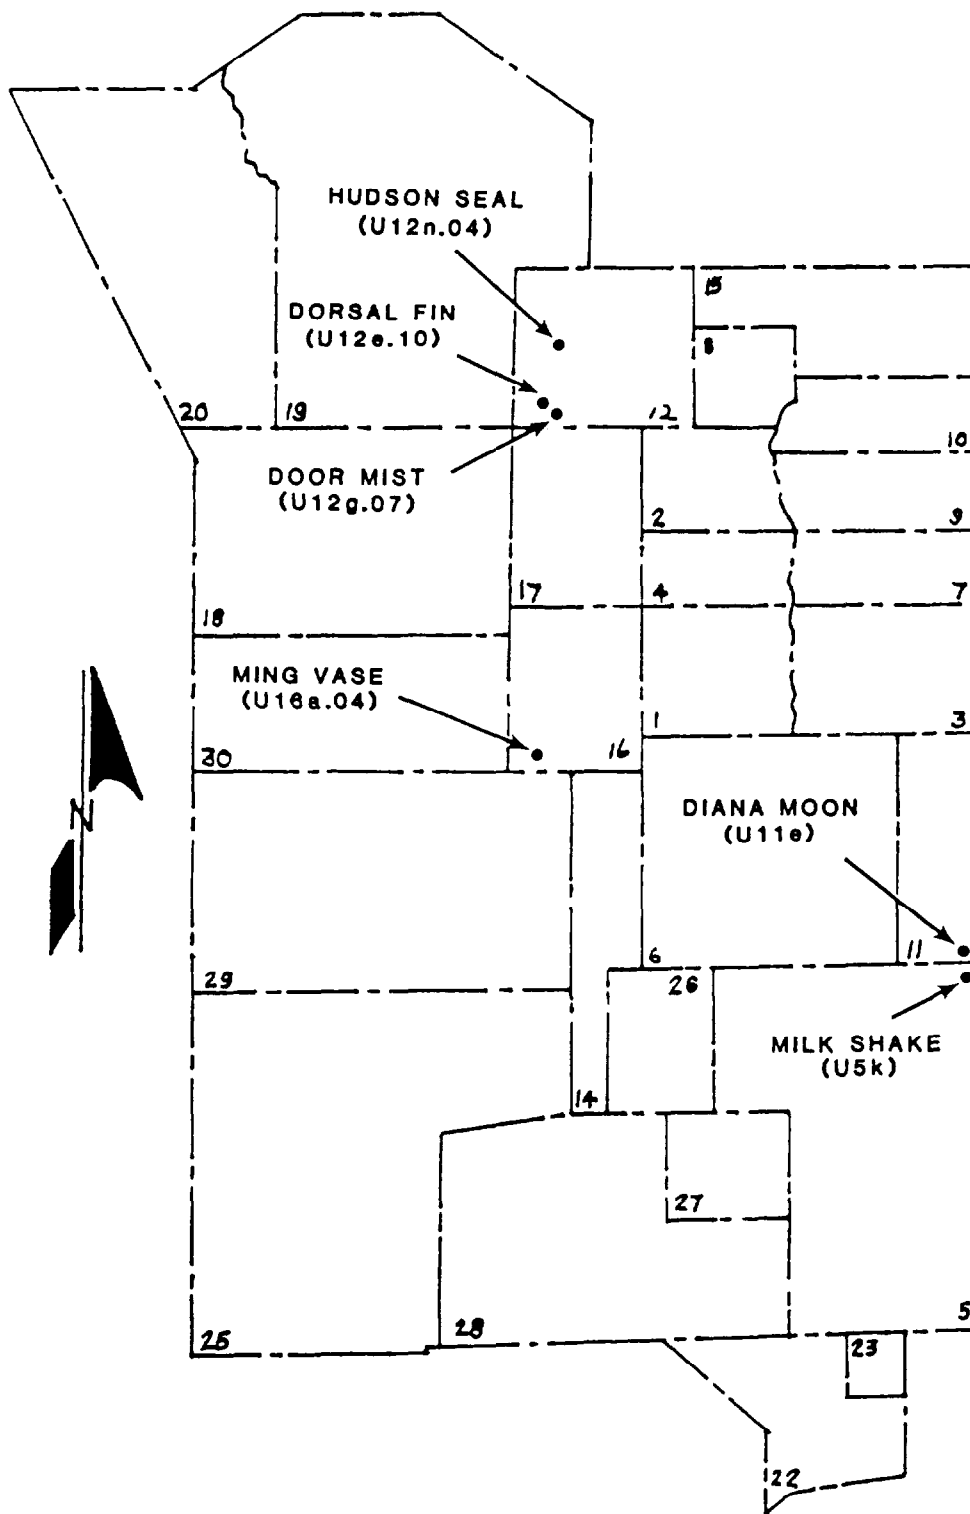 HUDSON SEAL
(U12n.04)
15
DORSAL FIN
(U12e.10)
8
20
19
12
10
DOOR MIST
(U12g.07)
2
9
17
4
7
18
MING VASE
(U16a.04)
1
3
30
16
DIANA MOON
(U11e)
N
6
11
29
26
MILK SHAKE
(U5k)
14
27
5
25
28
23
22